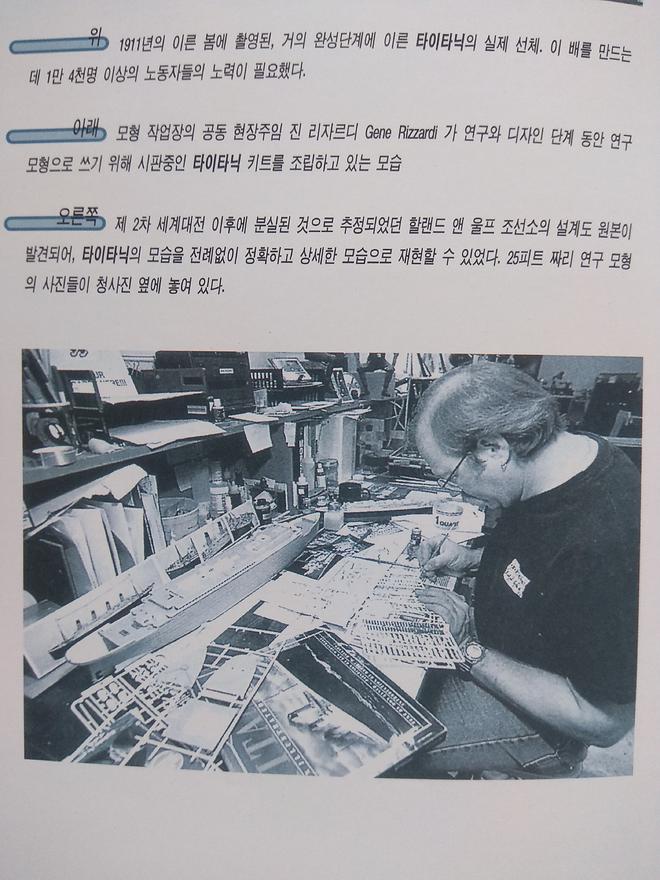 위 1911년의 이른 봄에 촬영된, 거의 완성단계에 이른 타이타닉의 실제 선체. 이 배를 만드는
데 1만 4천명 이상의 노동자들의 노력이 필요했다.
아래 모형 작업장의 공동 현장주임 진 리자르디 Gene Rizzardi 가 연구와 디자인 단계 동안 연구
모형으로 쓰기 위해 시판중인 타이타닉 키트를 조립하고 있는 모습
오른쪽 제 2차 세계대전 이후에 분실된 것으로 추정되었던 할랜드 앤 울프 조선소의 설계도 원본이
발견되어, 타이타닉의 모습을 전례없이 정확하고 상세한 모습으로 재현할 수 있었다. 25피트 짜리 연구 모형
의 사진들이 청사진 옆에 놓여 있다.